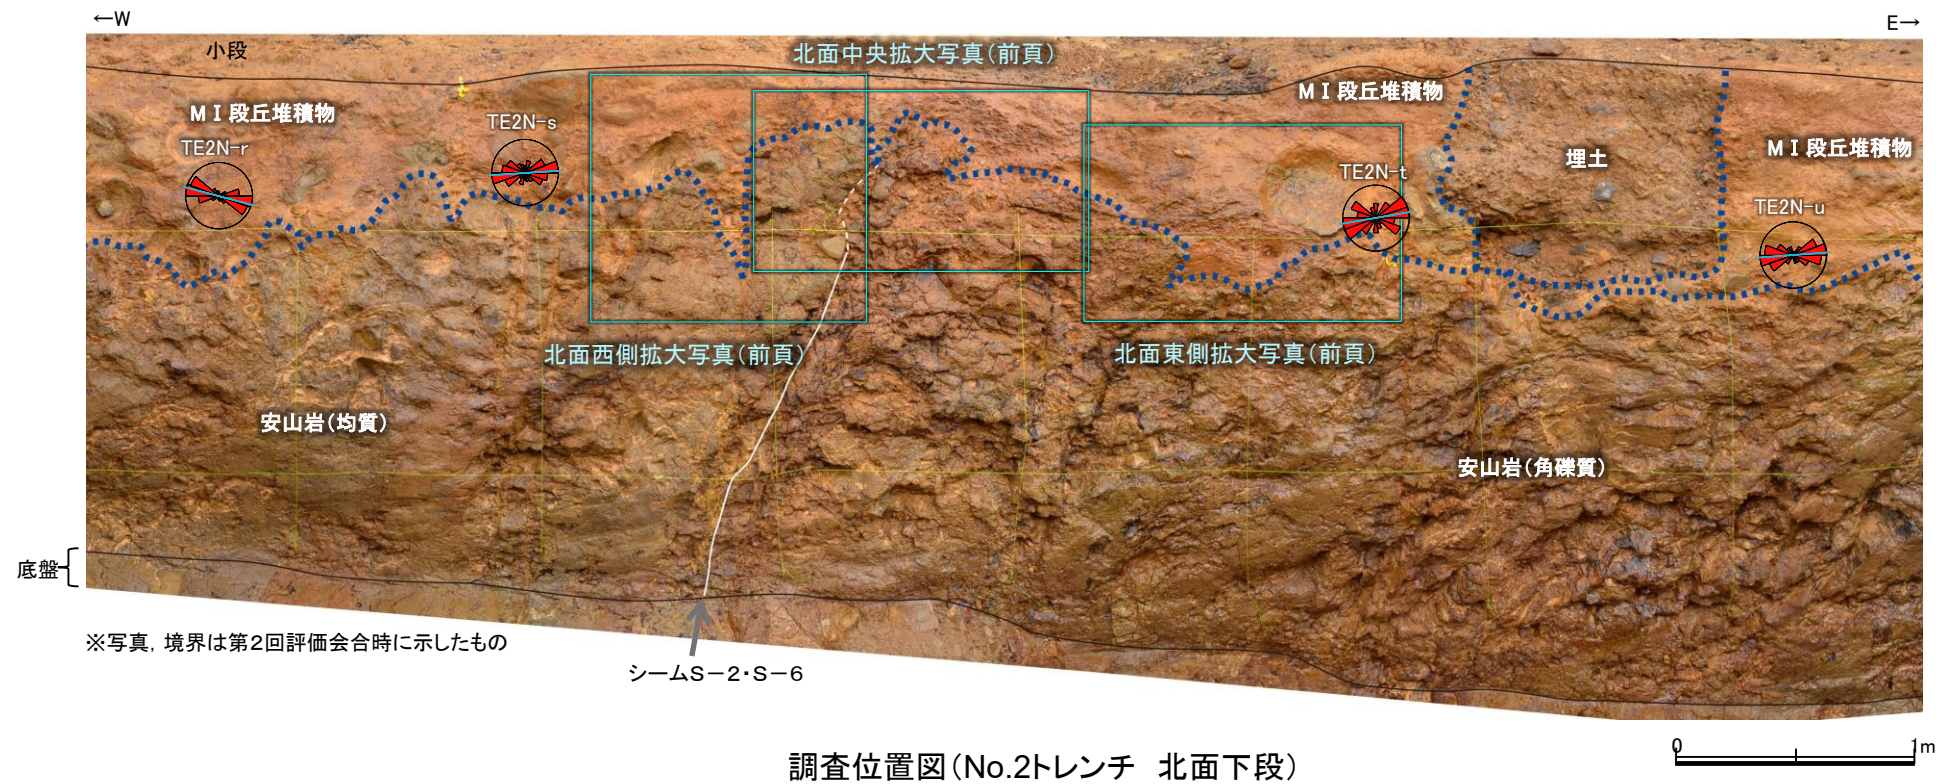 ←W
E→
小段
北面中央拡大写真(前頁)
MⅠ段丘堆積物
MⅠ段丘堆積物
TE2N-s
TE2N-r
埋土
MⅠ段丘堆積物
TE2N-t
TE2N-u
北面西側拡大写真(前頁)
北面東側拡大写真(前頁)
安山岩(均質)
安山岩(角礫質)
底盤
※写真,境界は第2回評価会合時に示したもの
シームS-2・S-6
調査位置図(No.2トレンチ 北面下段)
0 1m